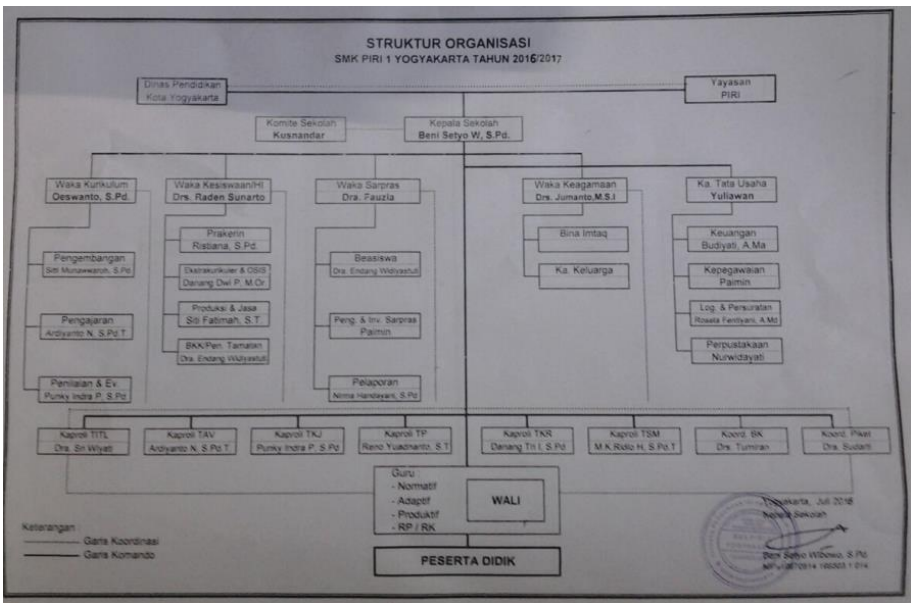 STRUKTUR ORGANISASI
SMK PIRI 1 YOGYAKARTA TAHUN 2016/2017
Dinas Pendidikan
Kota Yogyakarta
Yayasan
PIRI
Komite Sekolah
Kusnandar
Kepala Sekolah
Beni Setyo W, S.Pd.
Waka Kurikulum
Oeswanto, S.Pd.
Waka Kesiswaan/HI
Drs. Raden Sunarto
Waka Sarpras
Dra. Fauzia
Waka Keagamaan
Drs. Jumanto,M.S.I
Ka. Tata Usaha
Yuliawan
Pengembangan
Siti Munawwaroh, S.Pd
Pengajaran
Ardiyanto N, S.Pd.T
Penilaian & Ev.
Punky Indra P, S.Pd
Prakerin
Ristiana, S.Pd.
Ekstrakurikuler & OSIS
Danang Dwi P, M.Or
Produksi & Jasa
Siti Fatimah, S.T.
BKK/Pen. Tamatan
Dra. Endang Widiyastuti
Beasiswa
Dra. Endang Widiyastuti
Peng. & Inv. Sarpras
Paimin
Pelaporan
Nirma Handayani, S.Pd
Bina Imtaq
Ka. Keluarga
Keuangan
Budiyati, A.Ma
Kepegawaian
Paimin
Log. & Persuratan
A.Md
Perpustakaan
Nurwidayati
Kaproli TITL
Dra. Sri Wiyati
Kaproli TAV
Ardiyanto N, S.Pd.T
Kaproli TKJ
Punky Indra P, S.Pd
Kaproli TP
Reno Yuadnanto, S.T
Kaproli TKR
Danang Tri I, S.Pd
Kaproli TSM
M.K.Ridlo H, S.Pd.T
Koord. BK
Drs. Tumiran
Koord. Piket
Dra. Sudarti
Guru :
- Normatif
- Adaptif
- Produktif
- RP / RK
WALI
PESERTA DIDIK
Keterangan :
Garis Koordinasi
Garis Komando
Yogyakarta, Juli 2016
Kepala Sekolah
Beni Setyo Wibowo, S.Pd